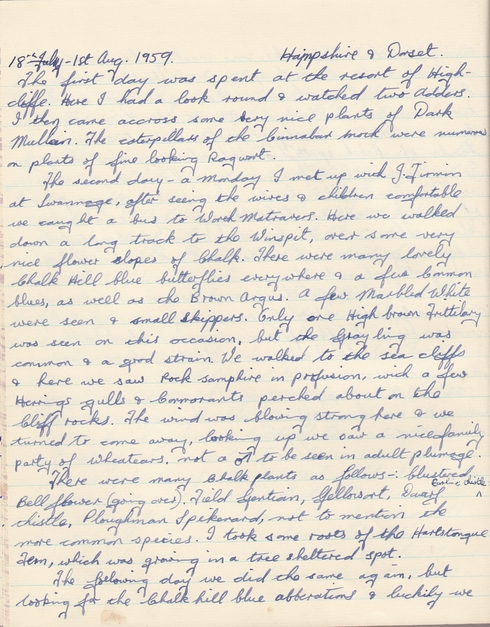 18th July - 1st Aug. 1959. Hampshire & Dorset.
The first day was spent at the resort of High-
cliffe. Here I had a look round & watched two adders.
I then came accross some very nice plants of Dark
Mullein. The caterpillars of the Cinnabar moth were numerous
on plants of fine looking Ragwort.
The second day - a Monday I met up with J. Firmin
at Swannage, after seeing the wives & children comfortable
we caught a bus to Worth Matravers. Here we walked
down a long track to the Winspit, over some very
nice flower slopes of Chalk. There were many lovely
Chalk Hill blue butterflies everywhere & a few Common
blues, as well as the Brown Argus. A few Marbled White
were seen & small skippers. Only one High brown Frittilary
was seen on this occasion, but the Grayling was
common & a good strain. We walked to the sea cliffs
& here we saw Rock samphire in profusion, with a few
Herings gulls & Cormorants perched about on the
Cliff rocks. The wind was blowing strong here & we
turned to come away, looking up we saw a nice family
party of wheatears. not a ♂ to be seen in adult plumage.
There were many Chalk plants as follows:- blustered
Bell flower (going over). Field Gentian, Yellowort, Dwarf
thistle, Ploughman Spikenard, not to mention the
more common species. I took some roots of the Hartstongue
Fern, which was growing in a tree sheltered spot.
The following day we did the same again, but
looking for the Chalk hill blue abberations & luckily we